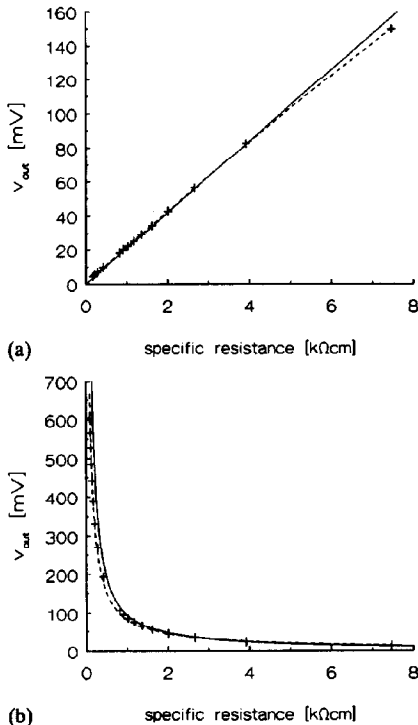 160
140
120
100
80
60
40
20
0
V_out [mV]
0 2 4 6 8
(a) specific resistance [kΩcm]
700
600
500
400
300
200
100
0
V_out [mV]
0 2 4 6 8
(b) specific resistance [kΩcm]